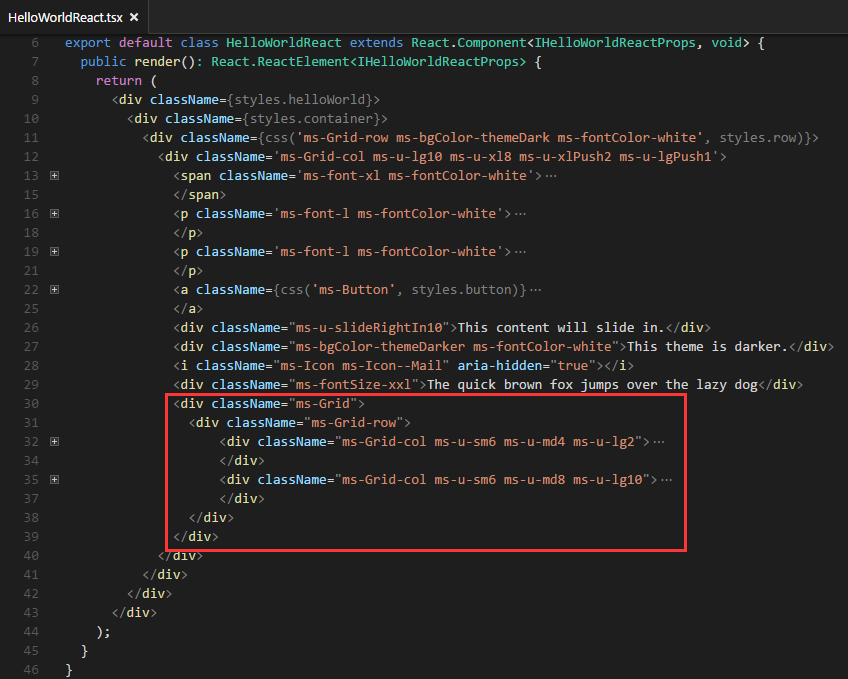 HelloWorldReact.tsx ×
6 export default class HelloWorldReact extends React.Component<IHelloWorldReactProps, void> {
7 public render(): React.ReactElement<IHelloWorldReactProps> {
8 return (
9 <div className={styles.helloWorld}>
10 <div className={styles.container}>
11 <div className={css('ms-Grid-row ms-bgColor-themeDark ms-fontColor-white', styles.row)}>
12 <div className='ms-Grid-col ms-u-lg10 ms-u-xl8 ms-u-xlPush2 ms-u-lgPush1'>
13 <span className='ms-font-xl ms-fontColor-white'>···
15 </span>
16 <p className='ms-font-l ms-fontColor-white'>···
18 </p>
19 <p className='ms-font-l ms-fontColor-white'>···
21 </p>
22 <a className={css('ms-Button', styles.button)}···
25 </a>
26 <div className="ms-u-slideRightIn10">This content will slide in.</div>
27 <div className="ms-bgColor-themeDarker ms-fontColor-white">This theme is darker.</div>
28 <i className="ms-Icon ms-Icon--Mail" aria-hidden="true"></i>
29 <div className="ms-fontSize-xxl">The quick brown fox jumps over the lazy dog</div>
30 <div className="ms-Grid">
31 <div className="ms-Grid-row">
32 <div className="ms-Grid-col ms-u-sm6 ms-u-md4 ms-u-lg2">···
34 </div>
35 <div className="ms-Grid-col ms-u-sm6 ms-u-md8 ms-u-lg10">···
37 </div>
38 </div>
39 </div>
40 </div>
41 </div>
42 </div>
43 </div>
44 );
45 }
46 }